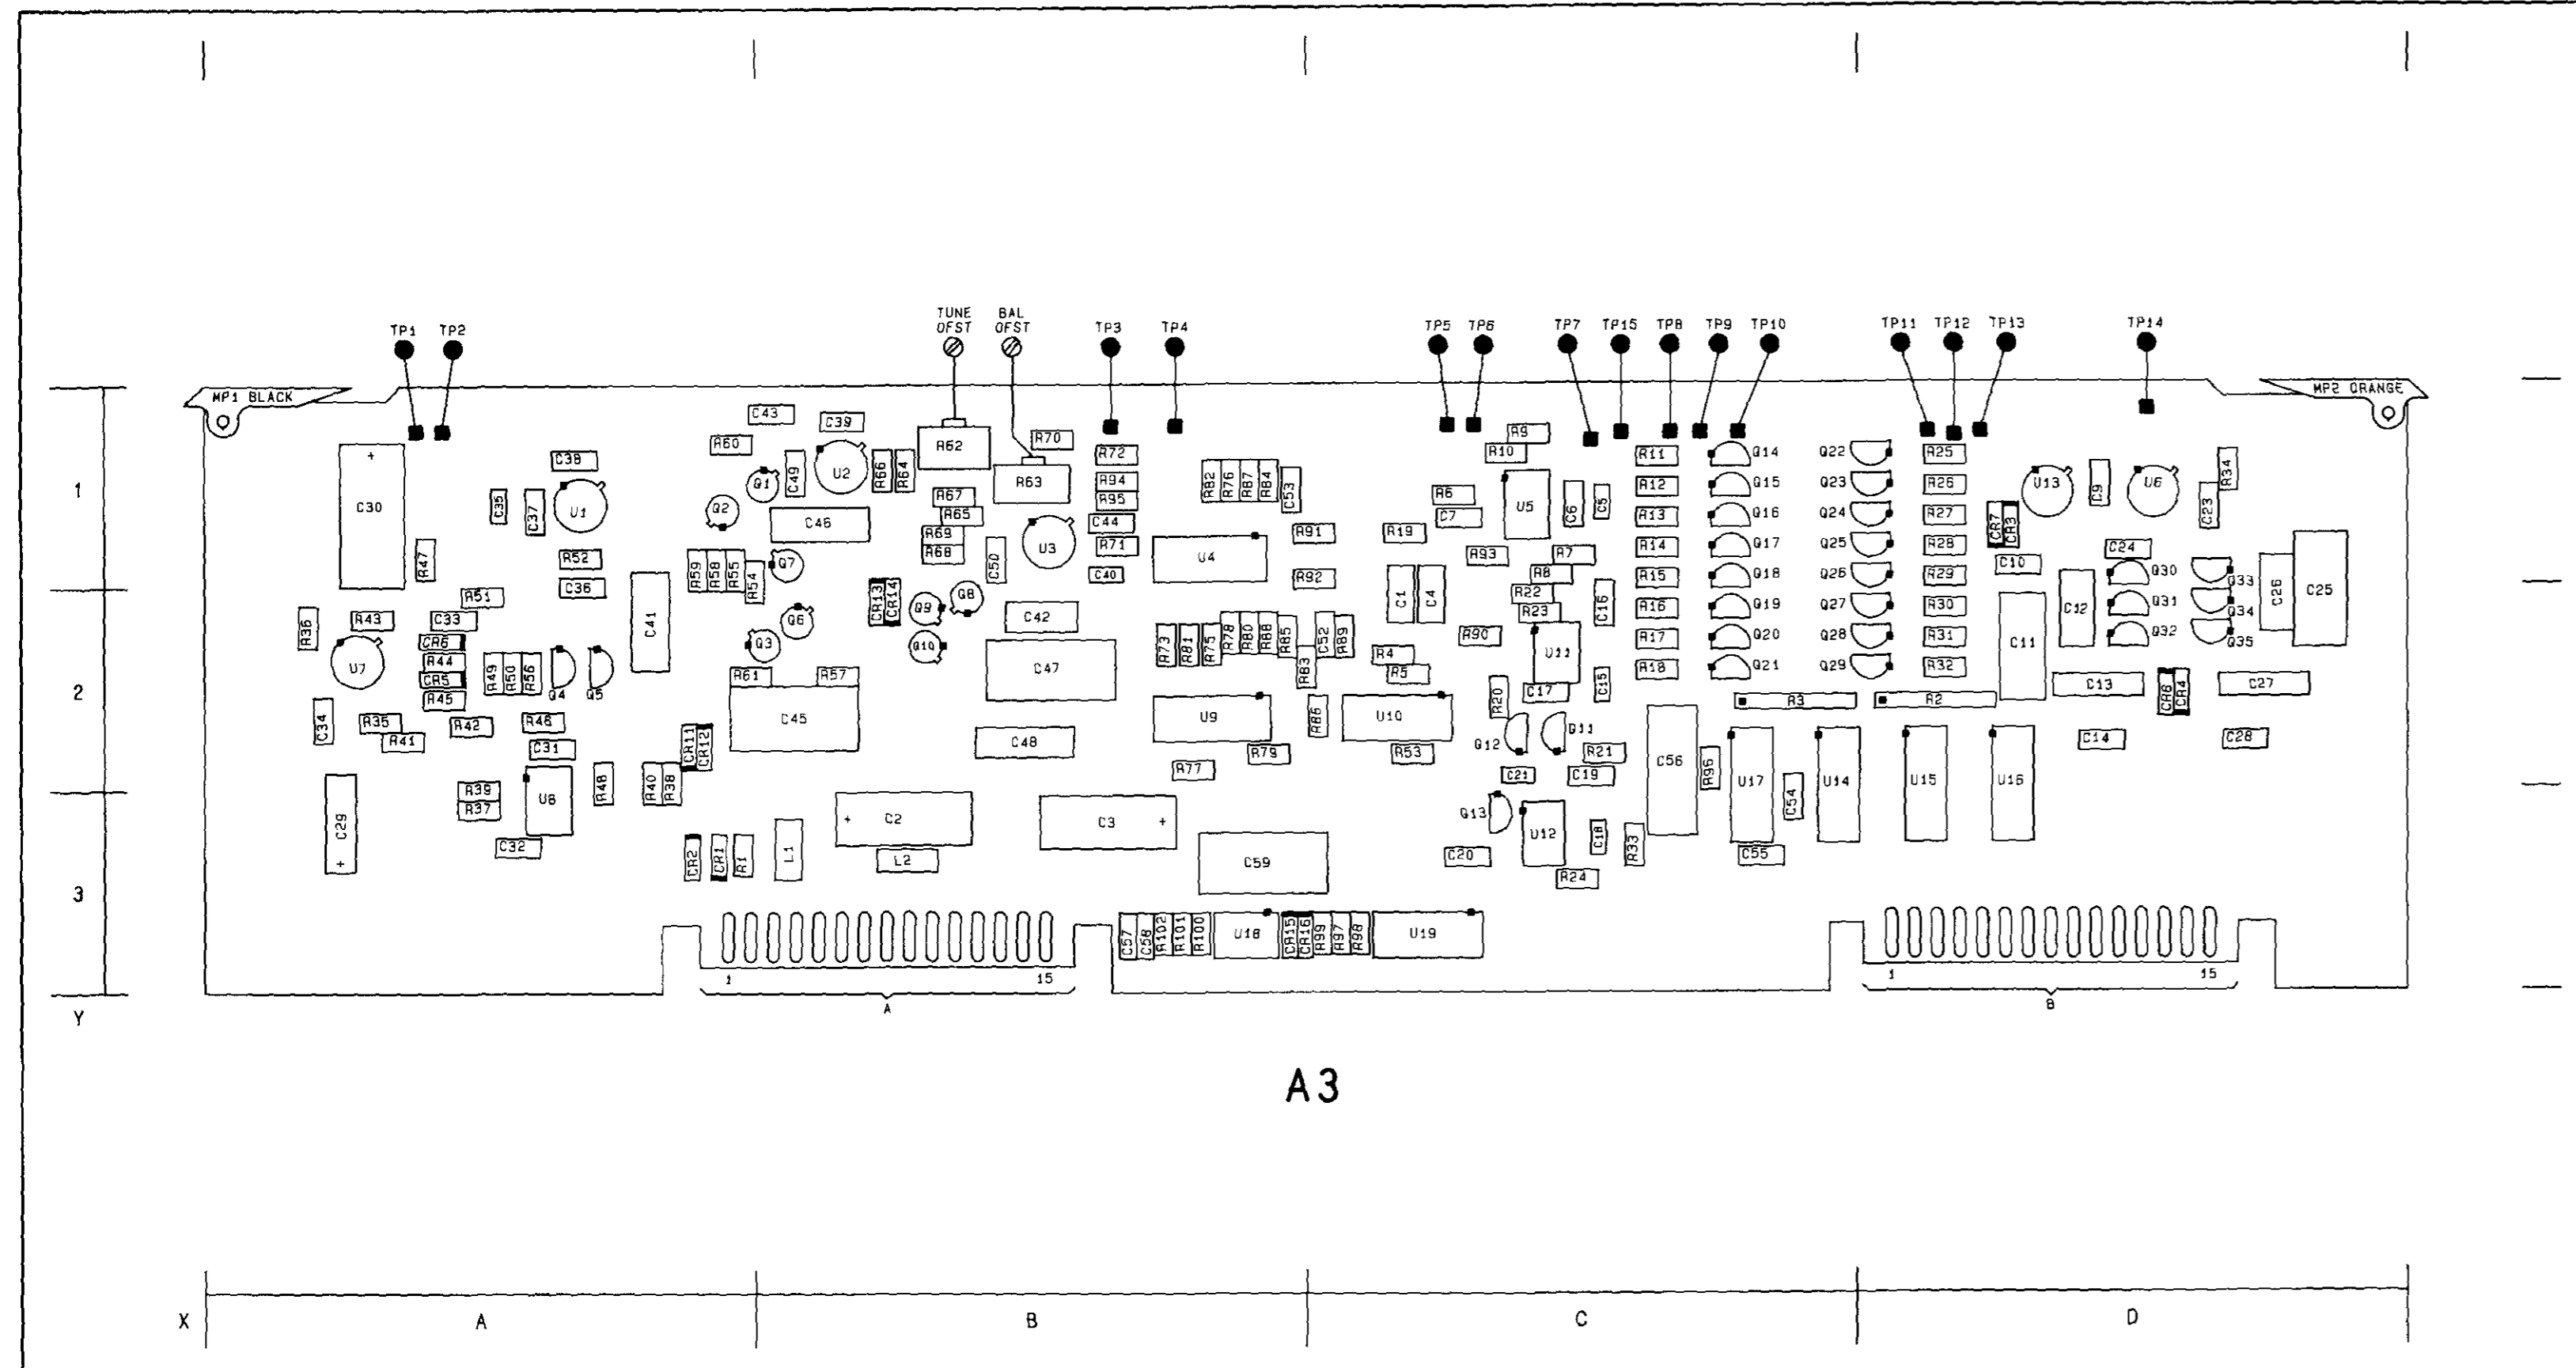 TUNE OFST BAL OFST
TP1 TP2 TP3 TP4 TP5 TP6 TP7 TP15 TP8 TP9 TP10 TP11 TP12 TP13 TP14
MP1 BLACK MP2 ORANGE
C43 C39 R60 R62 R70 R72 R9 R10 R11 Q14 Q22 R25
C38 Q1 C49 U2 R66 R64 R63 R94 R95 R82 R76 R87 R84 C53 R6 R12 Q15 Q23 R26 U13 C9 U6 R34
1 C30 C35 C37 U1 Q2 C46 R67 R65 C44 C7 U5 C6 C5 R13 Q16 Q24 R27 CR7 CR3 C23
R47 R52 R69 R68 C50 U3 R71 U4 R91 R19 R93 R7 R14 Q17 Q25 R28 C24
C36 R59 R58 R55 R54 Q7 C40 R92 R8 R15 Q18 Q26 R29 C10 Q30 Q33
R51 C41 CR13 CR14 Q9 Q8 C1 C4 R22 C16 R16 Q19 Q27 R30 C12 Q31 Q34 C26 C25
R36 R43 C33 Q6 C42 R23
CR6 Q3 Q10 R73 R81 R75 R78 R80 R88 R85 C52 R89 R90 R17 Q20 Q28 R31 C11 Q32 Q35
U7 R44 R49 R50 R56 C47 R83 R4 U11 R18 Q21 Q29 R32
2 CR5 R45 Q4 Q5 R61 R57 R5 R20 C17 C15 R3 R2 C13 CR4 C27
C34 R35 R42 R46 C45 U9 R86 U10
R41 C31 CR11 CR12 C48 R79 R53 Q12 Q11 R21 C14 C28
R39 R48 R40 R38 R77 C21 C19 C56 R96 U17 U14 U15 U16
R37 U8 C54
C29 C2 C3 Q13 U12 C18 R33
C32 CR2 CR1 R1 L1 L2 C59 C20 C55
3 R24
C57 C58 R102 R101 R100 U18 CR15 CR16 R99 R97 R98 U19
1 15 1 15
A B
Y
A3
X A B C D